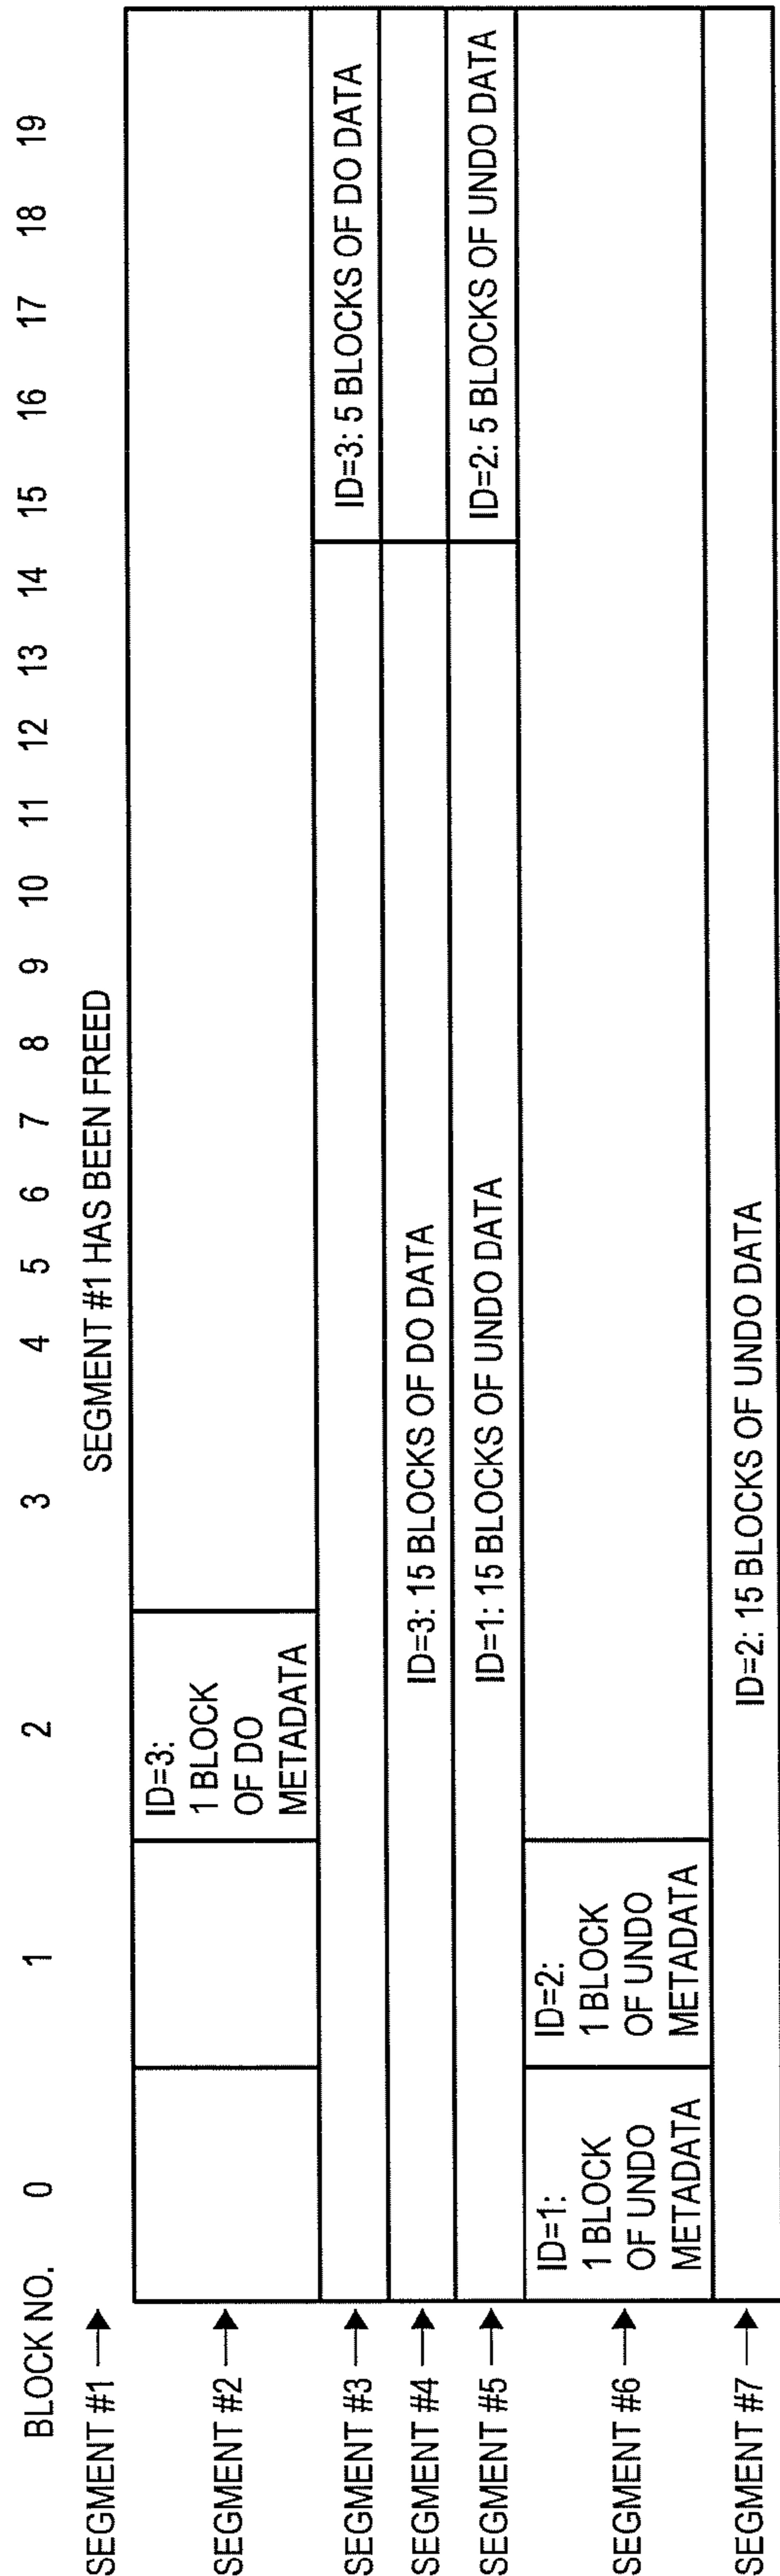 BLOCK NO. 0 1 2 3 4 5 6 7 8 9 10 11 12 13 14 15 16 17 18 19
SEGMENT #1 → SEGMENT #1 HAS BEEN FREED
SEGMENT #2 →
ID=3:
1 BLOCK
OF DO
METADATA
SEGMENT #3 → ID=3: 5 BLOCKS OF DO DATA
SEGMENT #4 → ID=3: 15 BLOCKS OF DO DATA
SEGMENT #5 → ID=1: 15 BLOCKS OF UNDO DATA ID=2: 5 BLOCKS OF UNDO DATA
SEGMENT #6 →
ID=1:
1 BLOCK
OF UNDO
METADATA
ID=2:
1 BLOCK
OF UNDO
METADATA
SEGMENT #7 → ID=2: 15 BLOCKS OF UNDO DATA